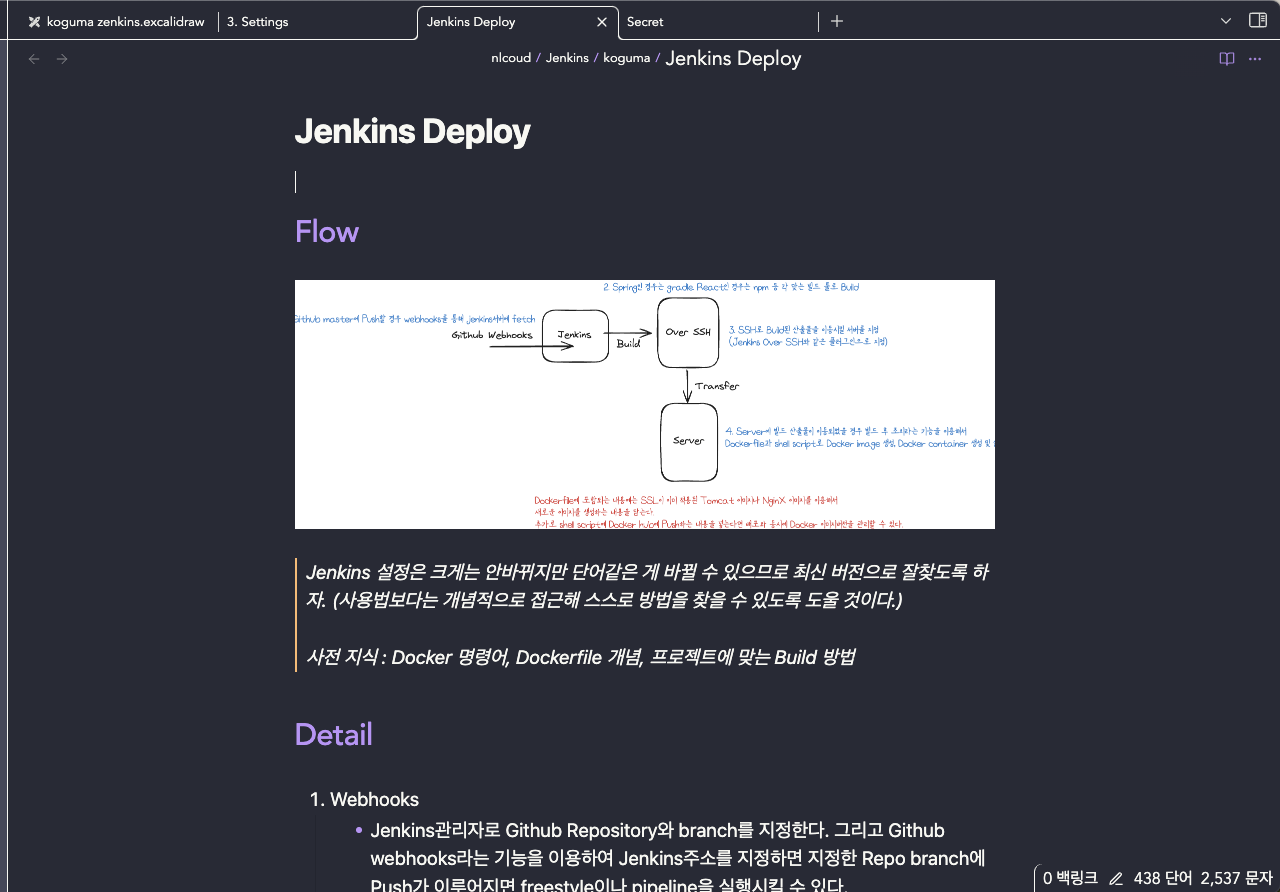 koguma zenkins.excalidraw
3. Settings
Jenkins Deploy
Secret
nlcoud / Jenkins / koguma / Jenkins Deploy
Jenkins Deploy
Flow
2. Spring인 경우는 gradle React인 경우는 npm 등 각 맞는 빌드 툴로 Build
Github master에 Push할 경우 webhooks을 통해 jenkins서버에 fetch
Github Webhooks
Jenkins
Build
Over SSH
3. SSH로 Build된 산출물을 이동시킬 서버를 지정
(Jenkins Over SSH와 같은 플러그인으로 지정)
Transfer
Server
4. Server에 빌드 산출물이 이동되었을 경우 빌드 후 조치라는 기능을 이용해서
Dockerfile과 shell script로 Docker image 생성, Docker container 생성 및
Dockerfile에 포함되는 내용에는 SSL이 이미 적용된 Tomcat 이미지나 NginX 이미지를 이용해서
새로운 이미지를 생성하는 내용을 담는다.
추가로 shell script에 Docker hub에 Push하는 내용을 넣는다면 배포와 동시에 Docker 이미지버전을 관리할 수 있다.
Jenkins 설정은 크게는 안바뀌지만 단어같은 게 바뀔 수 있으므로 최신 버전으로 잘찾도록 하
자. (사용법보다는 개념적으로 접근해 스스로 방법을 찾을 수 있도록 도울 것이다.)
사전 지식 : Docker 명령어, Dockerfile 개념, 프로젝트에 맞는 Build 방법
Detail
1. Webhooks
• Jenkins관리자로 Github Repository와 branch를 지정한다. 그리고 Github
webhooks라는 기능을 이용하여 Jenkins주소를 지정하면 지정한 Repo branch에
Push가 이루어지면 freestyle이나 pipeline을 실행시킬 수 있다.
0 백링크 438 단어 2,537 문자